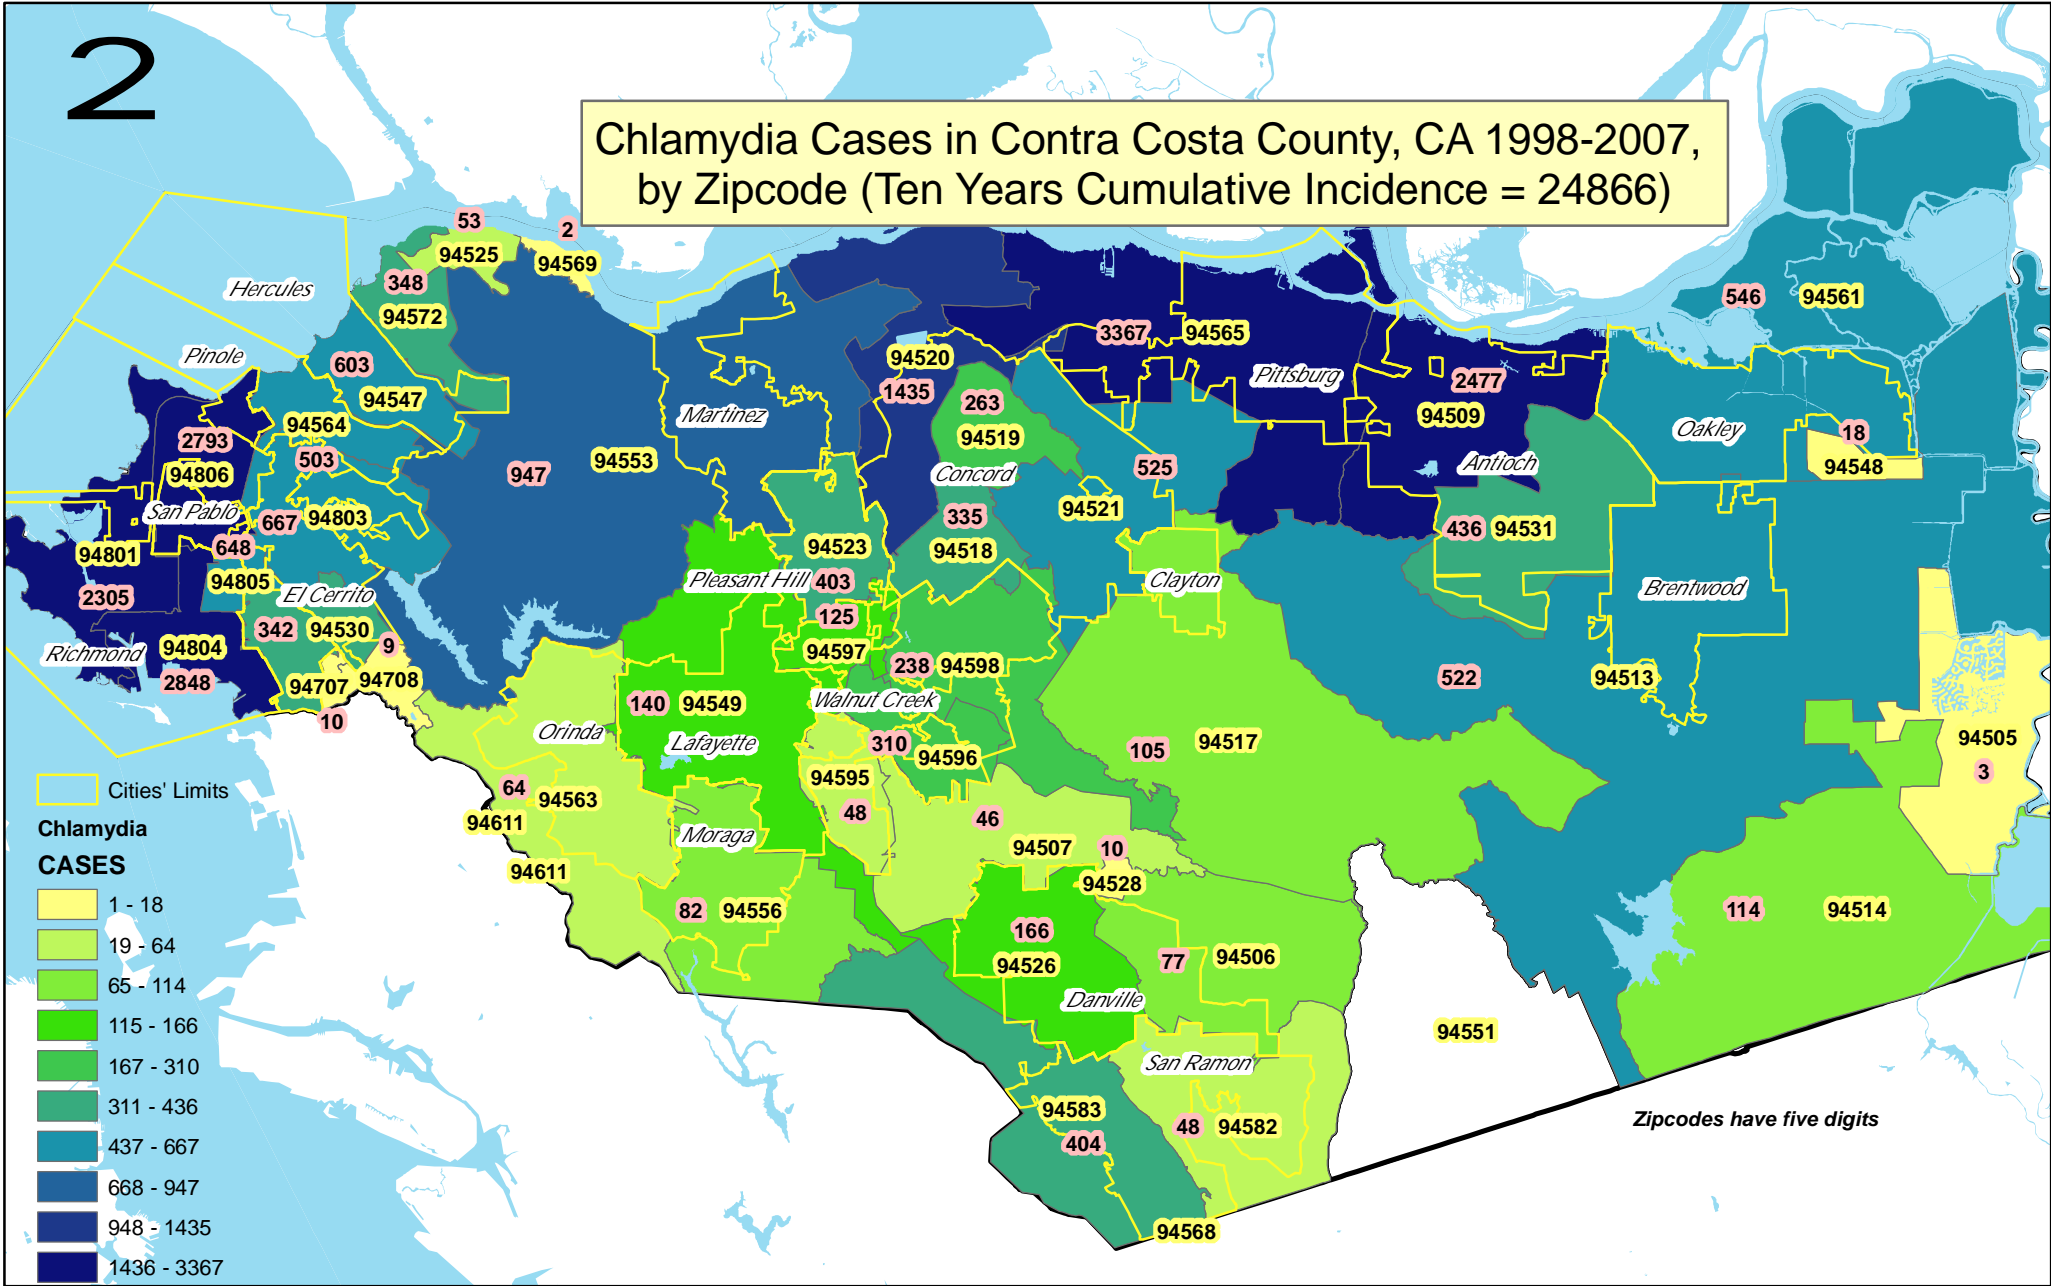 2
Chlamydia Cases in Contra Costa County, CA 1998-2007,
by Zipcode (Ten Years Cumulative Incidence = 24866)
53
2
94525
94569
Hercules
348
94572
546
94561
Pinole
603
94547
94520
1435
3367
94565
Pittsburg
2477
94509
263
94519
Martinez
94564
503
2793
94806
947
94553
Concord
525
Antioch
Oakley
18
94548
San Pablo
667
94803
335
94518
94521
436
94531
94801
648
94805
94523
Pleasant Hill
403
Clayton
Brentwood
2305
El Cerrito
342
94530
125
94597
Richmond
94804
2848
9
94707
94708
10
238
94598
522
94513
140
94549
Walnut Creek
Orinda
Lafayette
310
94596
105
94517
94505
3
94595
48
64
94563
94611
46
94507
10
94528
Moraga
94611
82
94556
166
94526
77
94506
114
94514
Danville
San Ramon
94551
94583
404
48
94582
94568
Zipcodes have five digits
Cities' Limits
Chlamydia
CASES
1 - 18
19 - 64
65 - 114
115 - 166
167 - 310
311 - 436
437 - 667
668 - 947
948 - 1435
1436 - 3367